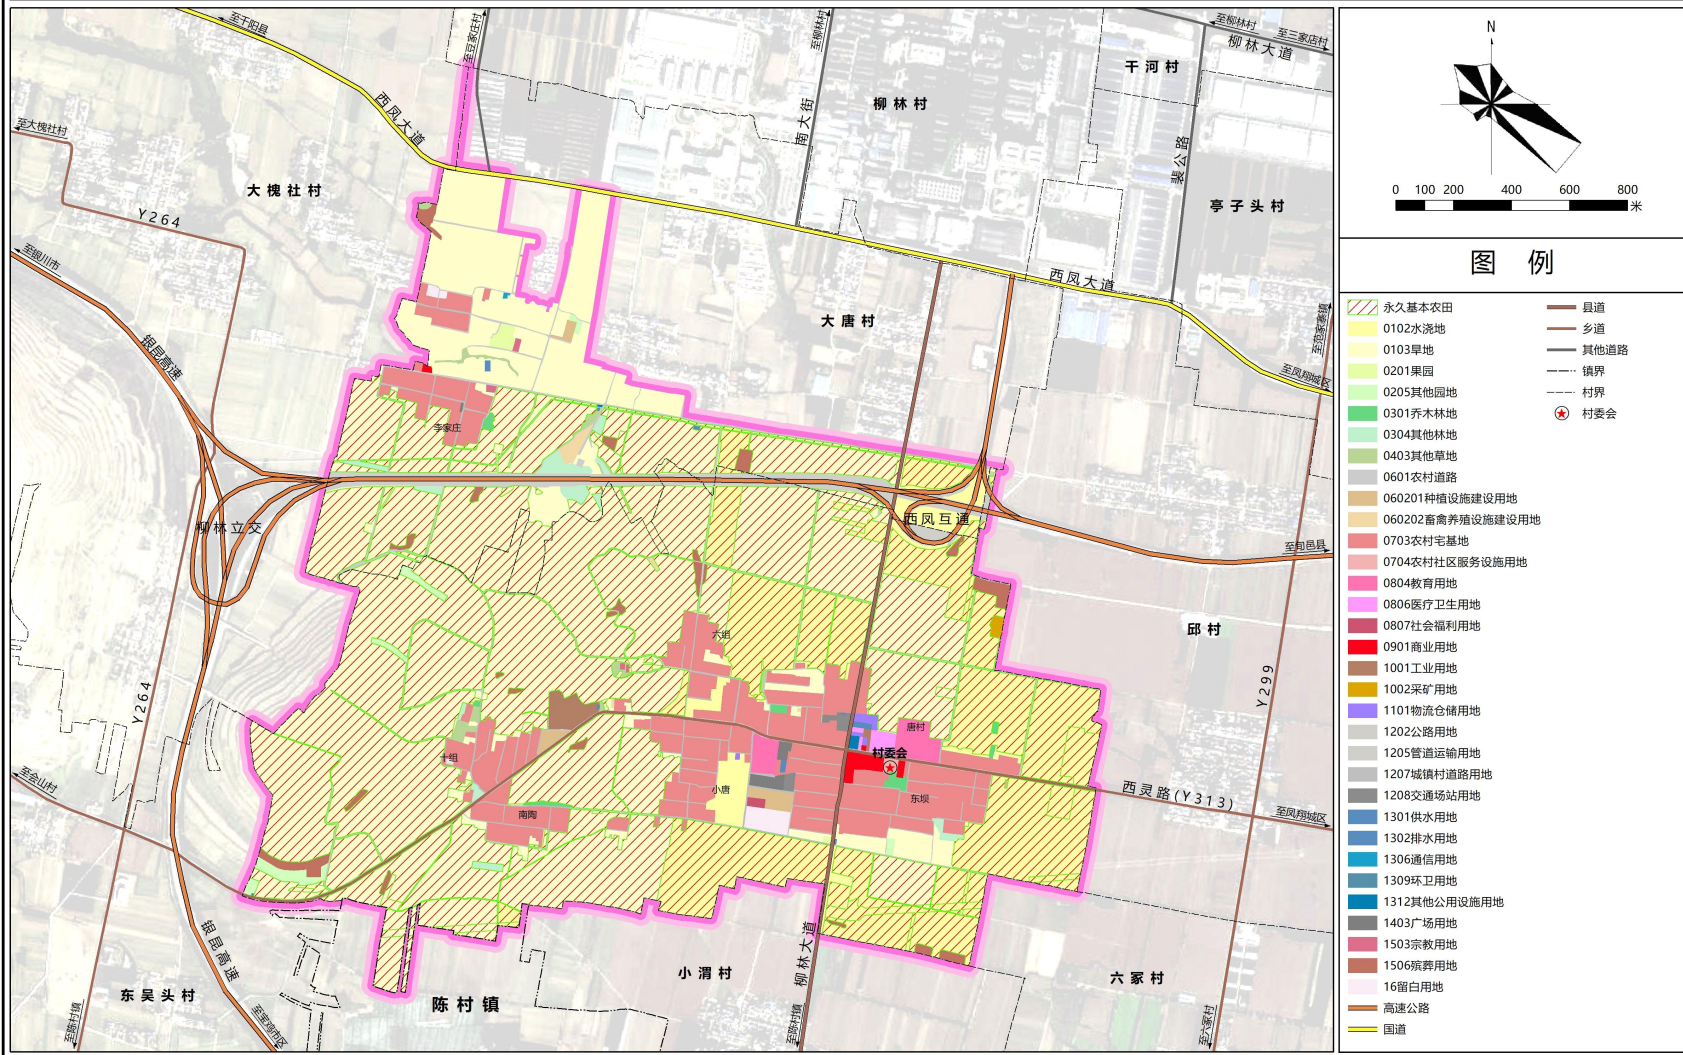 至千阳县
至豆家庄村
至柳林村
至柳林村
至三家店村
柳林大道
干河村
柳林村
西凤大道
南大街
裴公路
至大槐社村
大槐社村
亭子头村
Y264
至银川市
西凤大道
大唐村
至范家寨镇
银昆高速
至凤翔城区
李家庄
柳林立交
西凤互通
至旬邑县
六组
邱村
Y264
Y299
唐村
十组
村委会
至会山村
小唐
东坝
西灵路(Y313)
南陶
至凤翔城区
银昆高速
柳林大道
小渭村
六冢村
东吴头村
陈村镇
至陈村镇
至宝鸡市区
至陈村镇
至六冢村
N
0 100 200 400 600 800
米
图 例
永久基本农田
0102水浇地
0103旱地
0201果园
0205其他园地
0301乔木林地
0304其他林地
0403其他草地
0601农村道路
060201种植设施建设用地
060202畜禽养殖设施建设用地
0703农村宅基地
0704农村社区服务设施用地
0804教育用地
0806医疗卫生用地
0807社会福利用地
0901商业用地
1001工业用地
1002采矿用地
1101物流仓储用地
1202公路用地
1205管道运输用地
1207城镇村道路用地
1208交通场站用地
1301供水用地
1302排水用地
1306通信用地
1309环卫用地
1312其他公用设施用地
1403广场用地
1503宗教用地
1506殡葬用地
16留白用地
高速公路
国道
县道
乡道
其他道路
镇界
村界
村委会